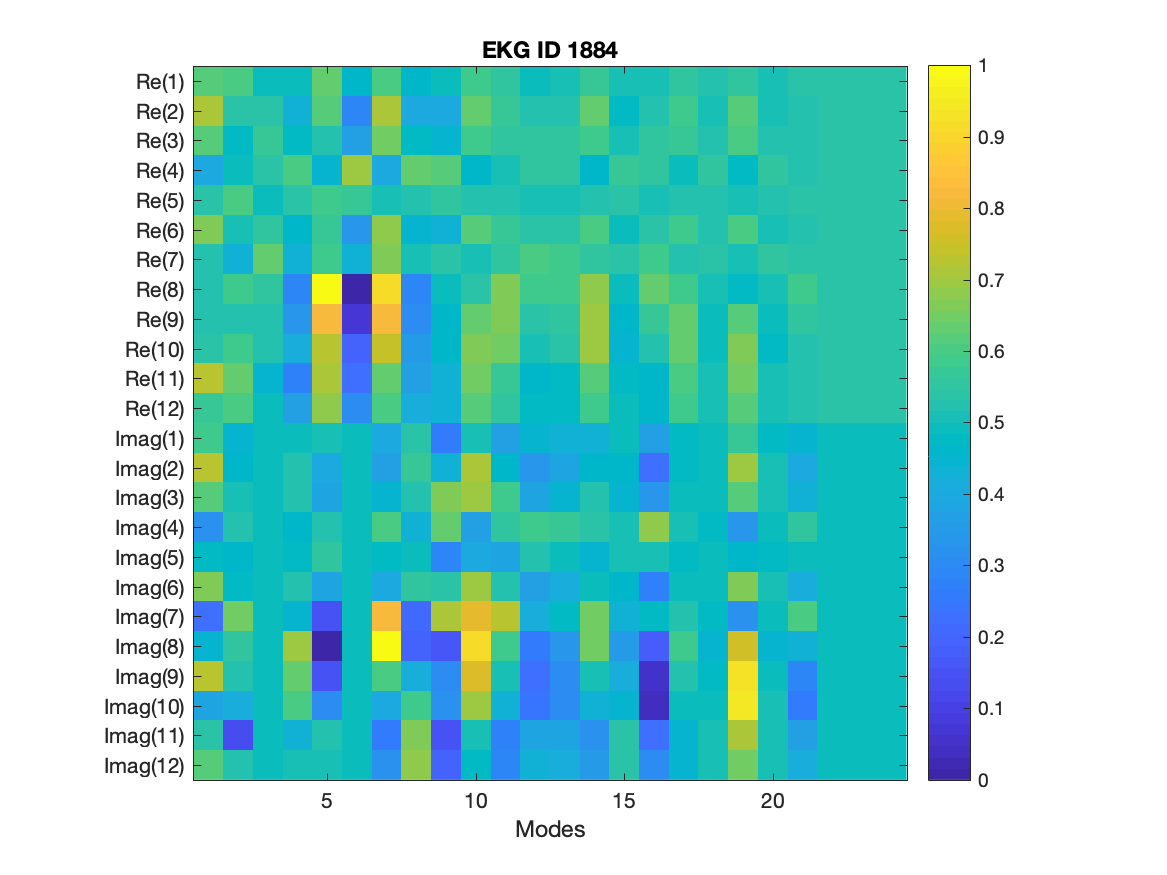 EKG ID 1884
Re(1)
Re(2)
Re(3)
Re(4)
Re(5)
Re(6)
Re(7)
Re(8)
Re(9)
Re(10)
Re(11)
Re(12)
Imag(1)
Imag(2)
Imag(3)
Imag(4)
Imag(5)
Imag(6)
Imag(7)
Imag(8)
Imag(9)
Imag(10)
Imag(11)
Imag(12)
5 10 15 20
Modes
1
0.9
0.8
0.7
0.6
0.5
0.4
0.3
0.2
0.1
0